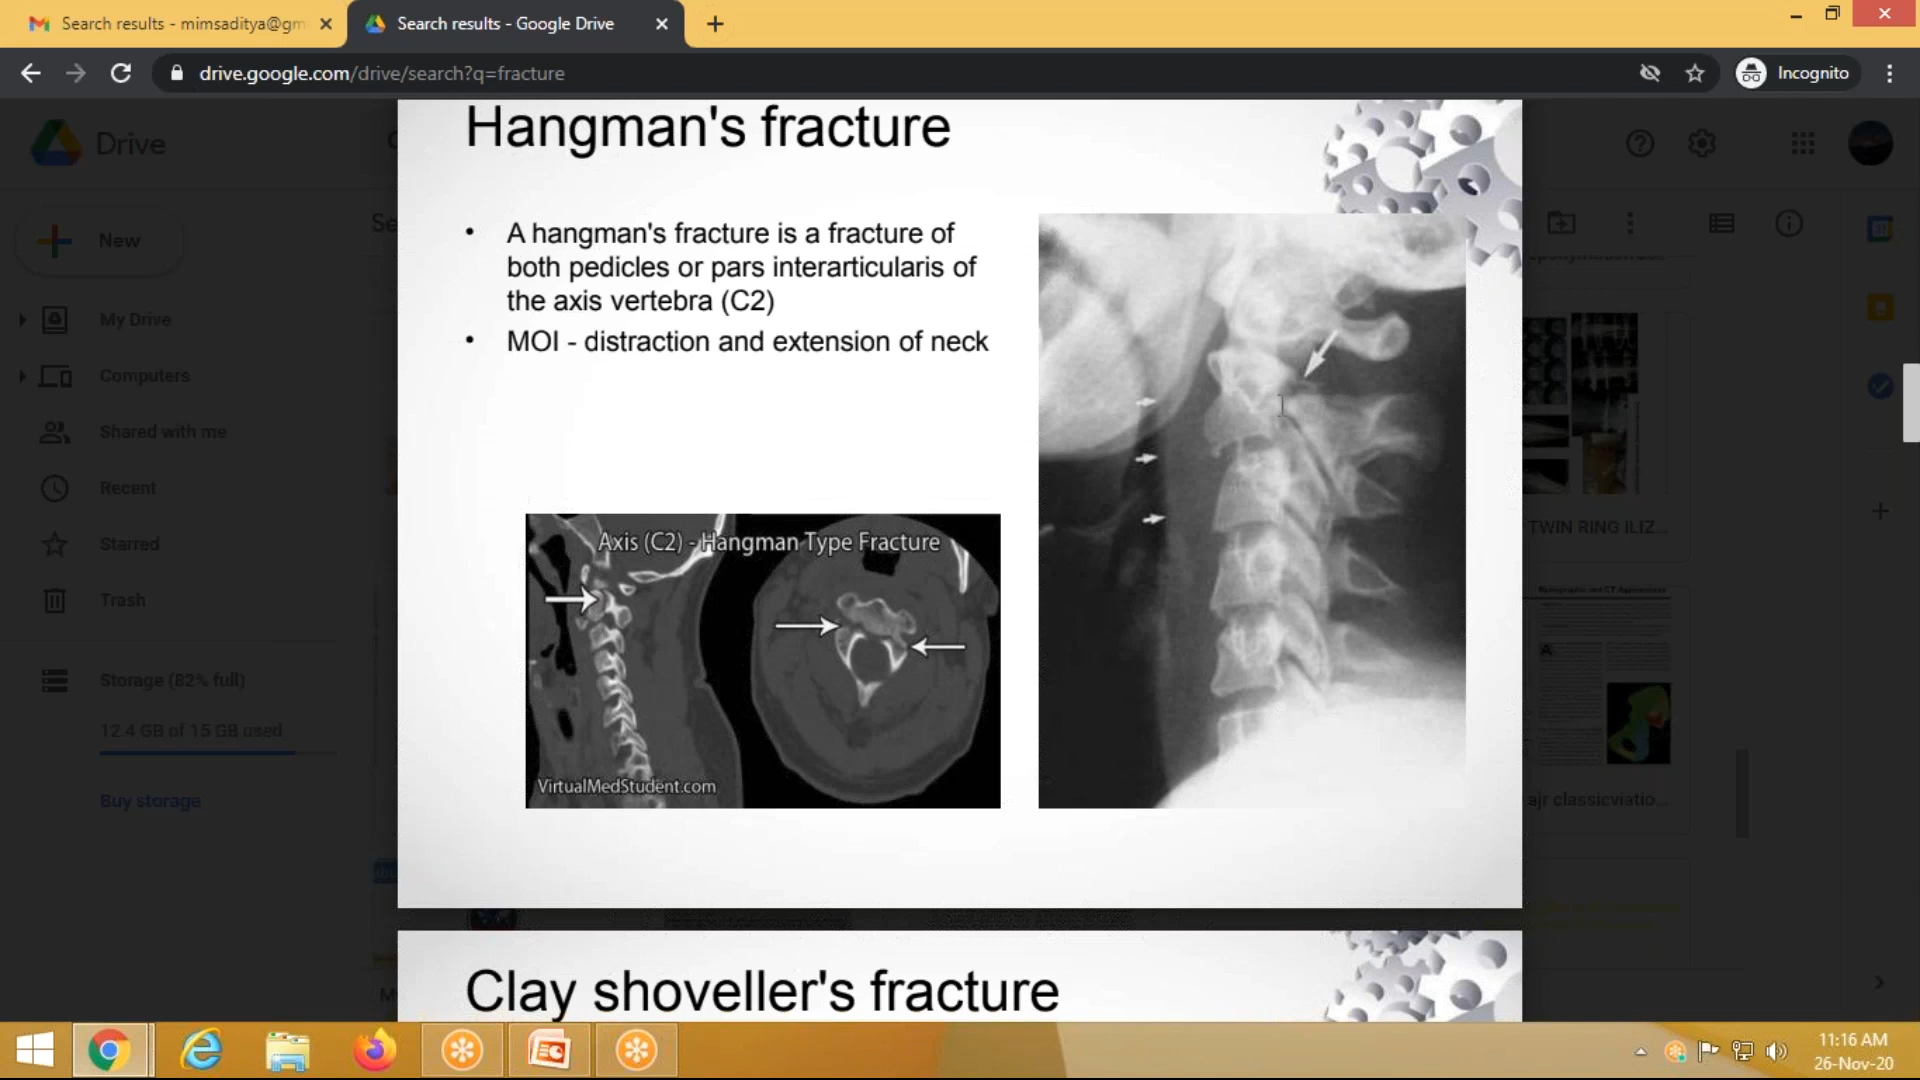 Search results - mimsaditya@gm
Search results - Google Drive
drive.google.com/drive/search?q=fracture
Incognito
Drive
New
My Drive
Computers
Shared with me
Recent
Starred
Trash
Storage (82% full)
12.4 GB of 15 GB used
Buy storage
Se
Hangman's fracture
• A hangman's fracture is a fracture of
both pedicles or pars interarticularis of
the axis vertebra (C2)
• MOI - distraction and extension of neck
Axis (C2) - Hangman Type Fracture
VirtualMedStudent.com
TWIN RING ILIZ...
A
ajr classicviatio...
Clay shoveller's fracture
11:16 AM
26-Nov-20